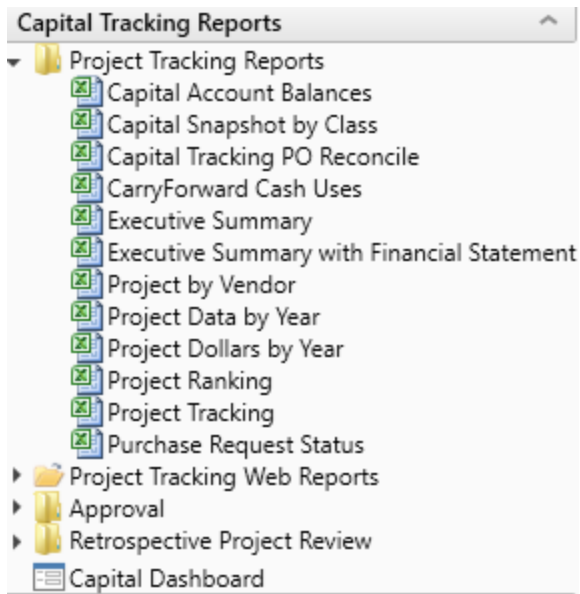 Capital Tracking Reports
Project Tracking Reports
Capital Account Balances
Capital Snapshot by Class
Capital Tracking PO Reconcile
CarryForward Cash Uses
Executive Summary
Executive Summary with Financial Statement
Project by Vendor
Project Data by Year
Project Dollars by Year
Project Ranking
Project Tracking
Purchase Request Status
Project Tracking Web Reports
Approval
Retrospective Project Review
Capital Dashboard